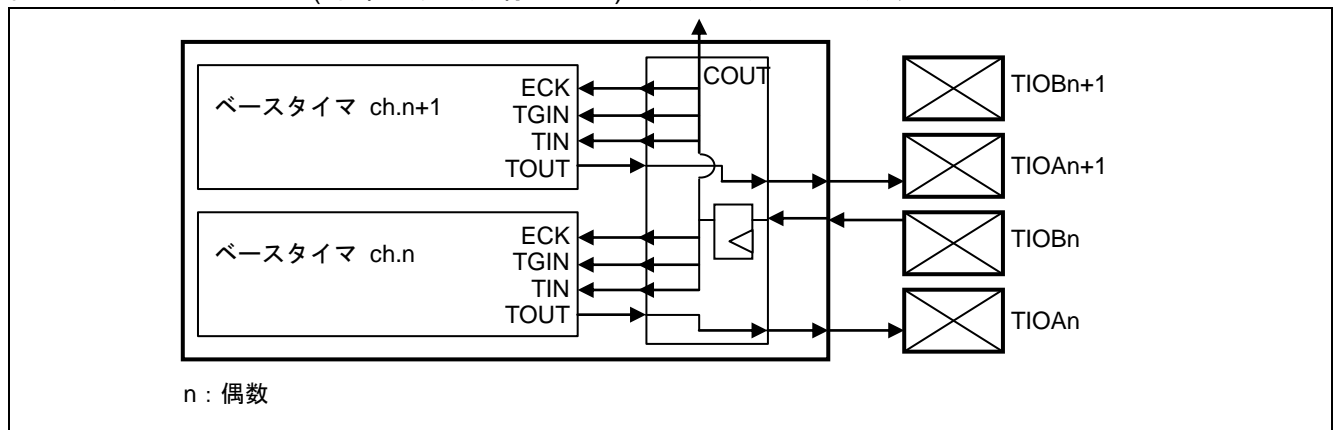 COUT
ベースタイマ ch.n+1
ECK
TGIN
TIN
TOUT
TIOBn+1
TIOAn+1
ベースタイマ ch.n
ECK
TGIN
TIN
TOUT
TIOBn
TIOAn
n：偶数